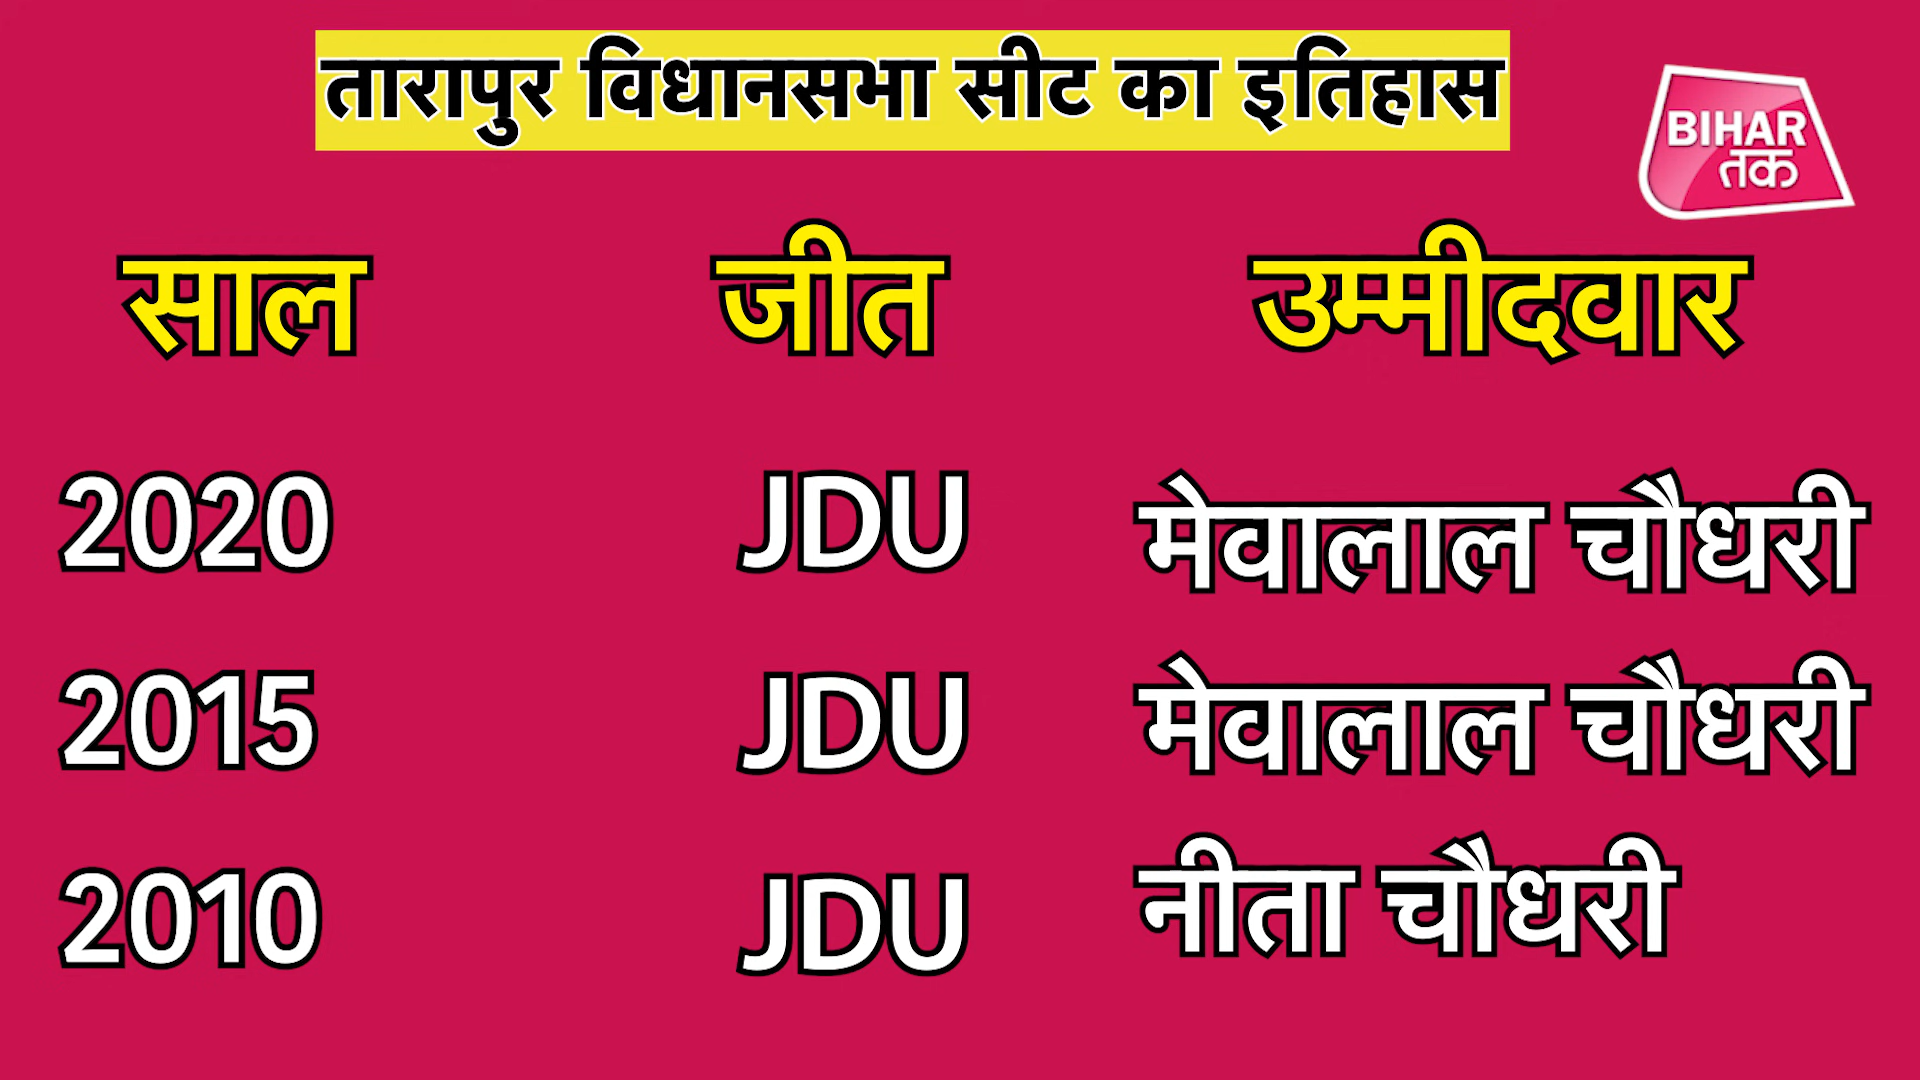 तारापुर विधानसभा सीट का इतिहास
BIHAR
तक
साल जीत उम्मीदवार
2020 JDU मेवालाल चौधरी
2015 JDU मेवालाल चौधरी
2010 JDU नीता चौधरी